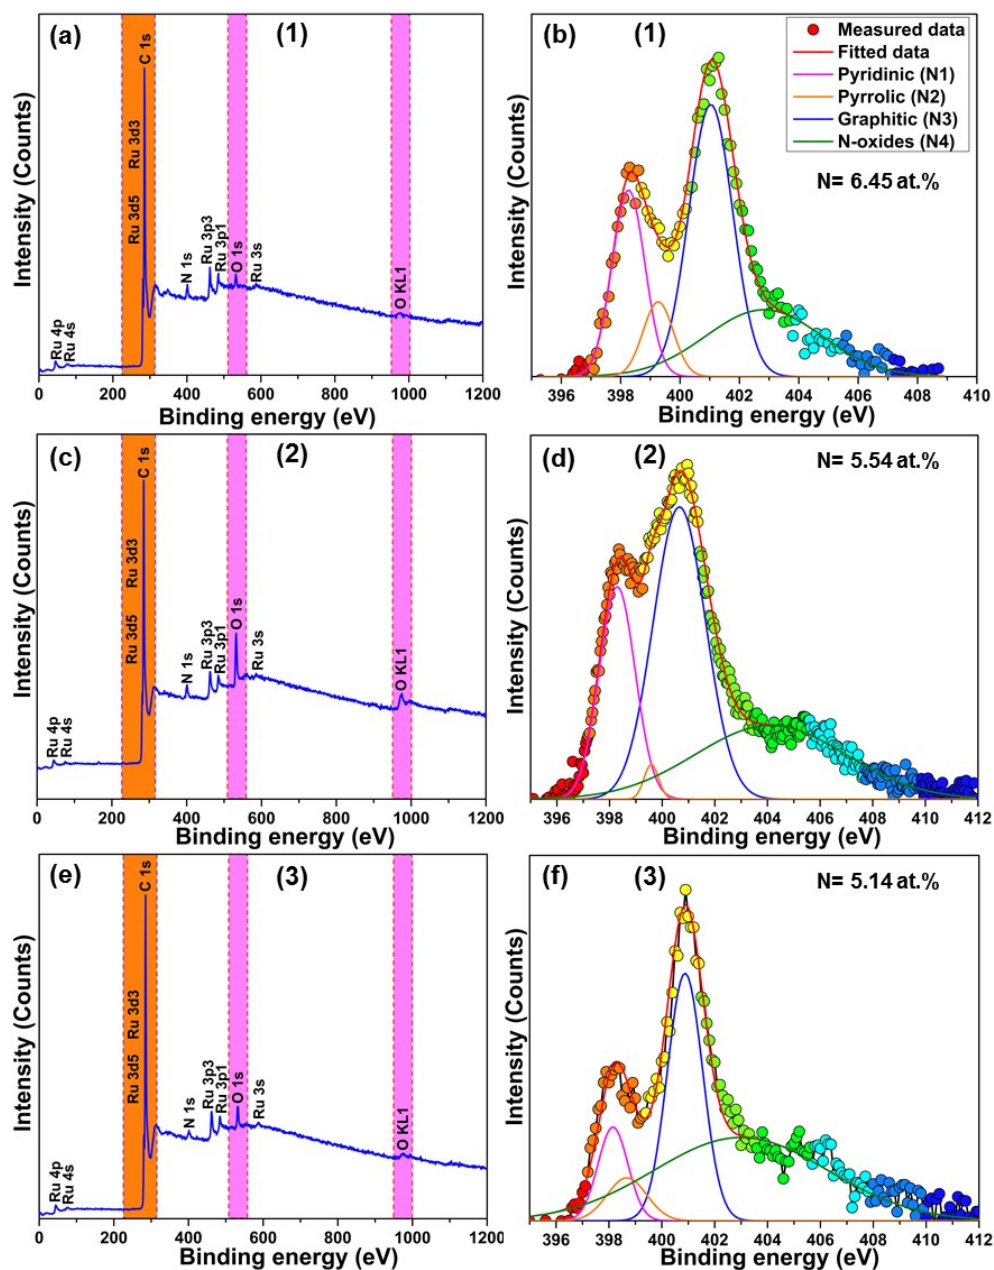 (a)
(1)
C 1s
Ru 3d5 Ru 3d3
Ru 4p
Ru 4s
N 1s
Ru 3p3
Ru 3p1
O 1s
Ru 3s
O KL1
Intensity (Counts)
0 200 400 600 800 1000 1200
Binding energy (eV)
(b)
(1)
Measured data
Fitted data
Pyridinic (N1)
Pyrrolic (N2)
Graphitic (N3)
N-oxides (N4)
N= 6.45 at.%
Intensity (Counts)
396 398 400 402 404 406 408 410
Binding energy (eV)
(c)
(2)
C 1s
Ru 3d5 Ru 3d3
Ru 4p
Ru 4s
N 1s
Ru 3p3
Ru 3p1
O 1s
Ru 3s
O KL1
Intensity (Counts)
0 200 400 600 800 1000 1200
Binding energy (eV)
(d)
(2)
N= 5.54 at.%
Intensity (Counts)
396 398 400 402 404 406 408 410 412
Binding energy (eV)
(e)
(3)
C 1s
Ru 3d5 Ru 3d3
Ru 4p
Ru 4s
N 1s
Ru 3p3
Ru 3p1
O 1s
Ru 3s
O KL1
Intensity (Counts)
0 200 400 600 800 1000 1200
Binding energy (eV)
(f)
(3)
N= 5.14 at.%
Intensity (Counts)
396 398 400 402 404 406 408 410 412
Binding energy (eV)